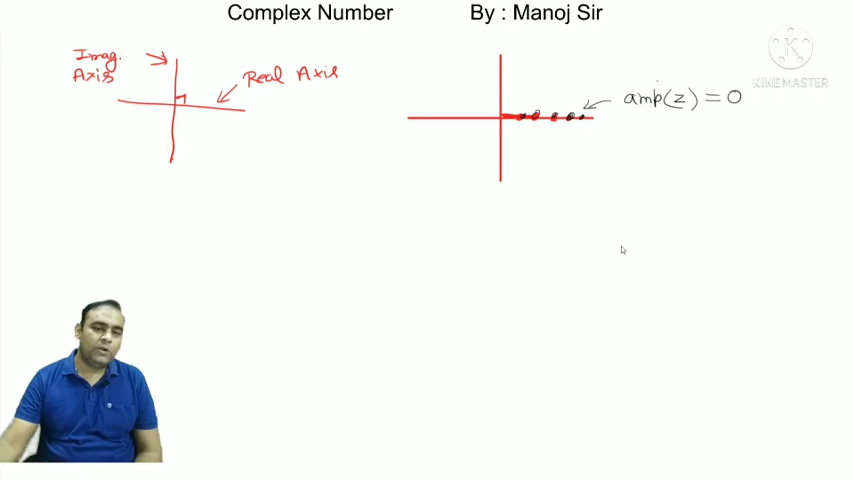 Complex Number By : Manoj Sir
Imag. Axis
Real Axis
amp(z) = 0
KINEMASTER